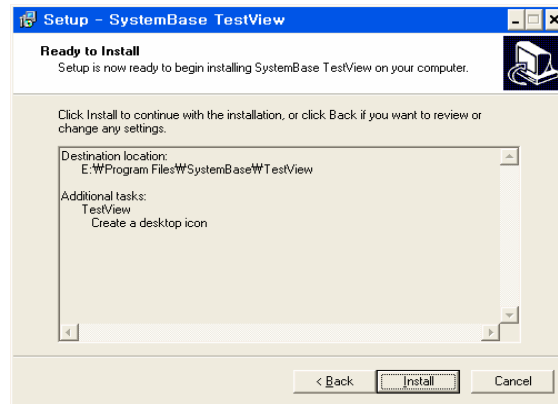 Setup - SystemBase TestView
Ready to Install
Setup is now ready to begin installing SystemBase TestView on your computer.
Click Install to continue with the installation, or click Back if you want to review or
change any settings.
Destination location:
E:₩Program Files₩SystemBase₩TestView
Additional tasks:
TestView
Create a desktop icon
< Back
Install
Cancel